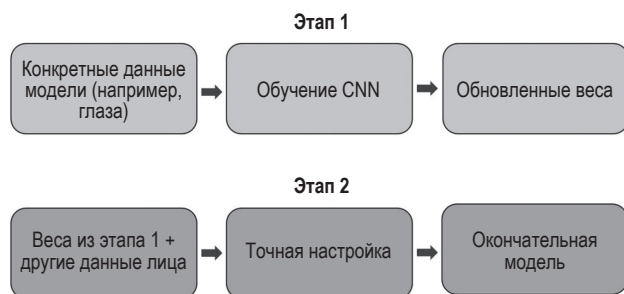 Этап 1
Конкретные данные
модели (например,
глаза)
Обучение CNN
Обновленные веса
Этап 2
Веса из этапа 1 +
другие данные лица
Точная настройка
Окончательная
модель